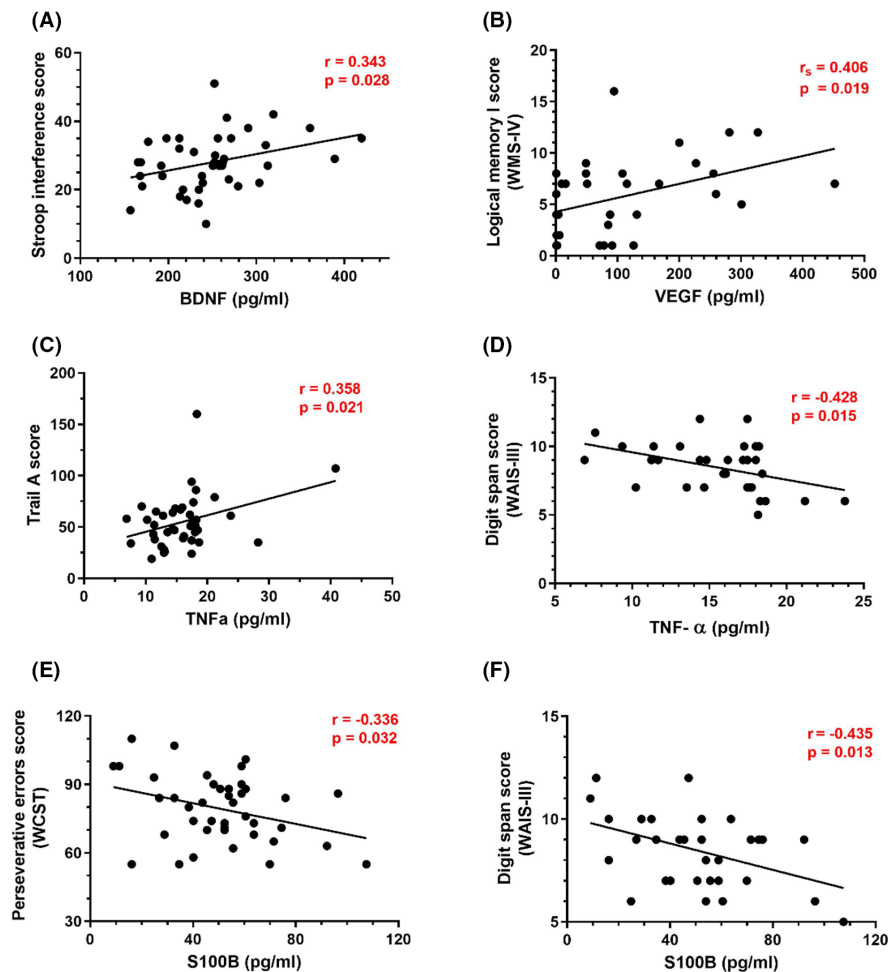 (A)
r = 0.343
p = 0.028
Stroop interference score
60
40
20
0
100
200
300
400
BDNF (pg/ml)
(B)
rs = 0.406
p = 0.019
Logical memory I score
(WMS-IV)
20
15
10
5
0
0
100
200
300
400
500
VEGF (pg/ml)
(C)
r = 0.358
p = 0.021
Trail A score
200
150
100
50
0
0
10
20
30
40
50
TNFa (pg/ml)
(D)
r = -0.428
p = 0.015
Digit span score
(WAIS-III)
15
10
5
5
10
15
20
25
TNF- α (pg/ml)
(E)
r = -0.336
p = 0.032
Perseverative errors score
(WCST)
120
90
60
30
0
40
80
120
S100B (pg/ml)
(F)
r = -0.435
p = 0.013
Digit span score
(WAIS-III)
15
10
5
0
40
80
120
S100B (pg/ml)